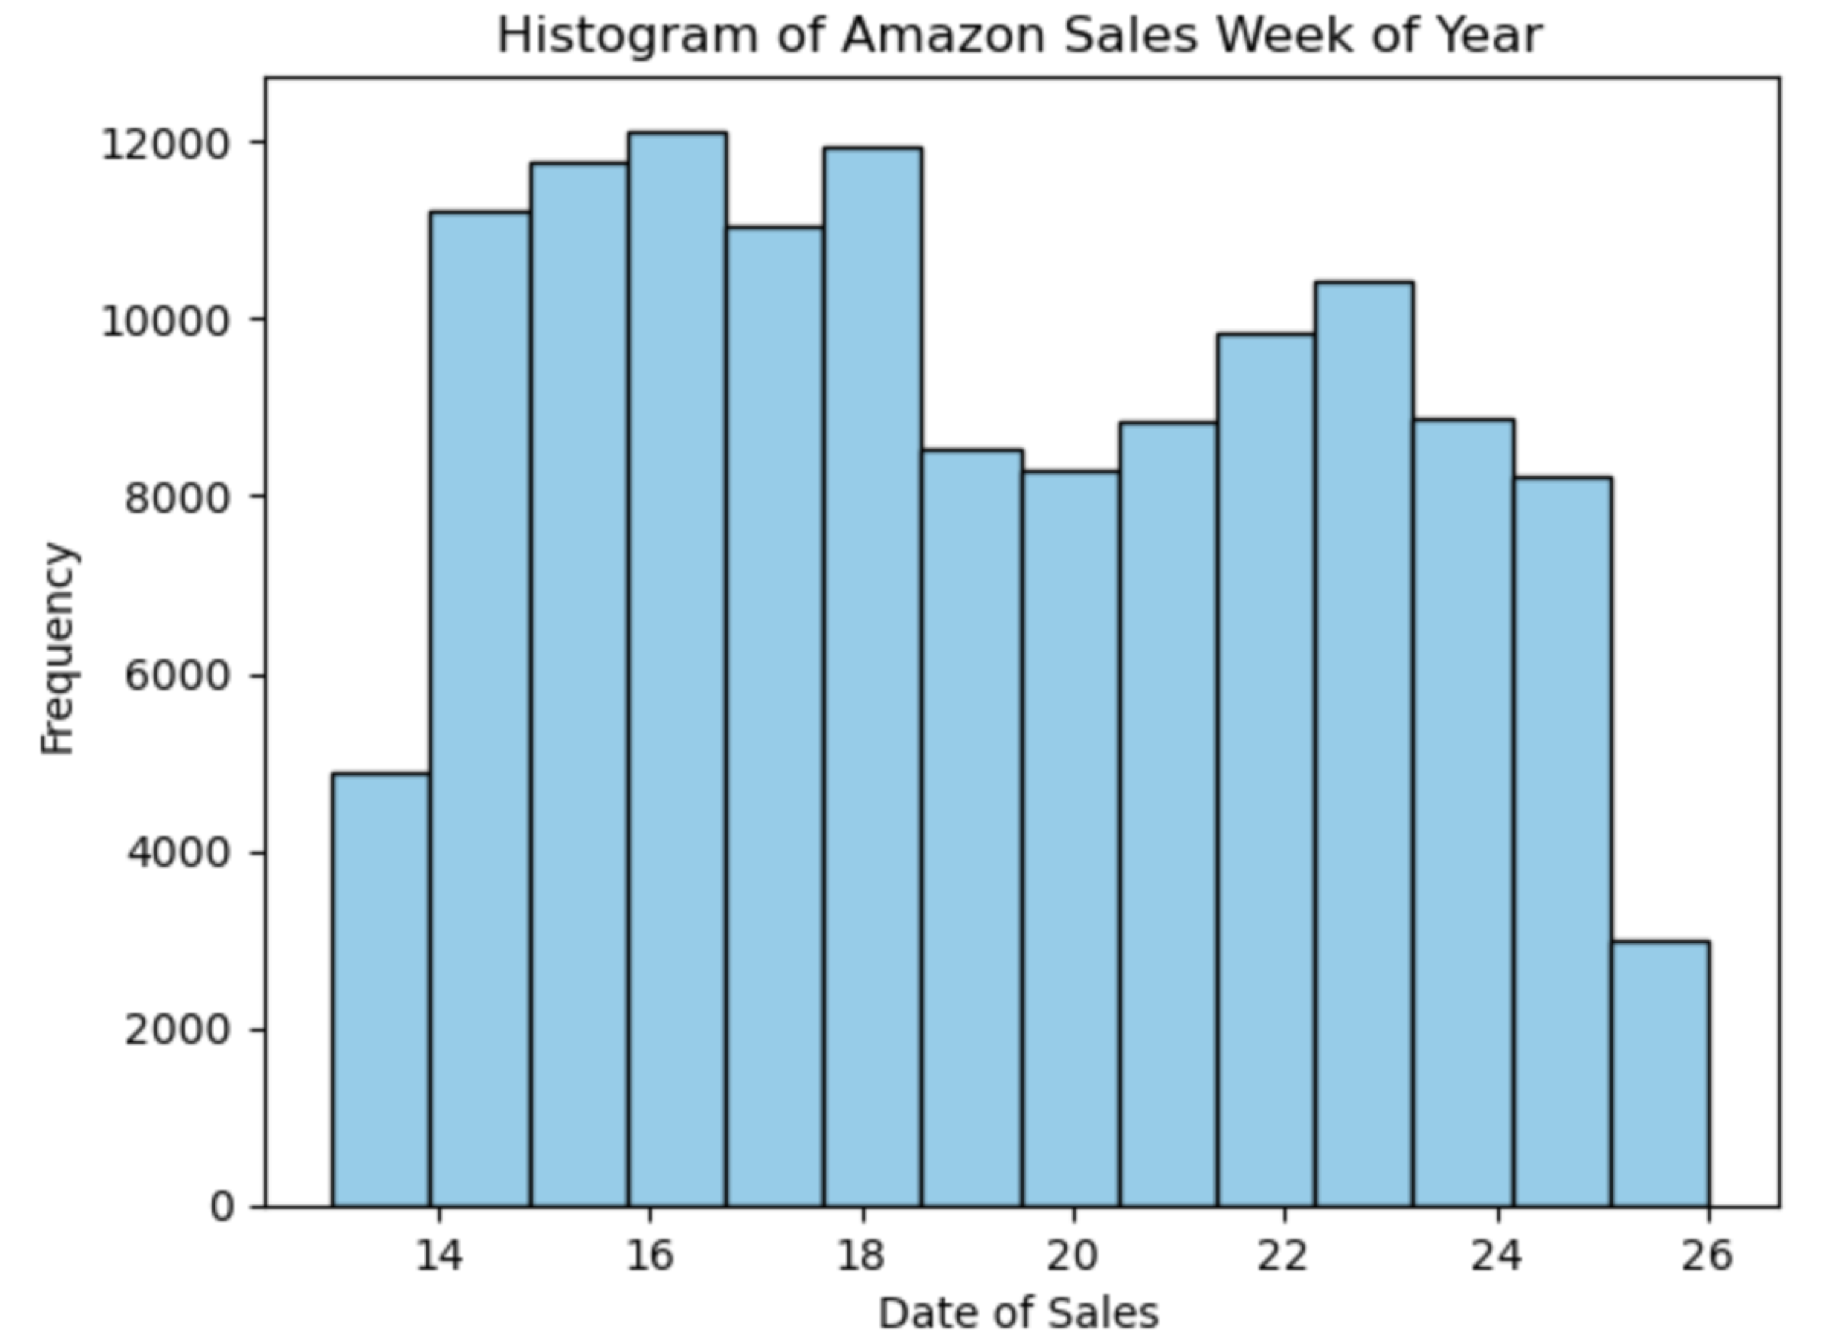 Histogram of Amazon Sales Week of Year
12000
10000
8000
6000
4000
2000
0
Frequency
14 16 18 20 22 24 26
Date of Sales